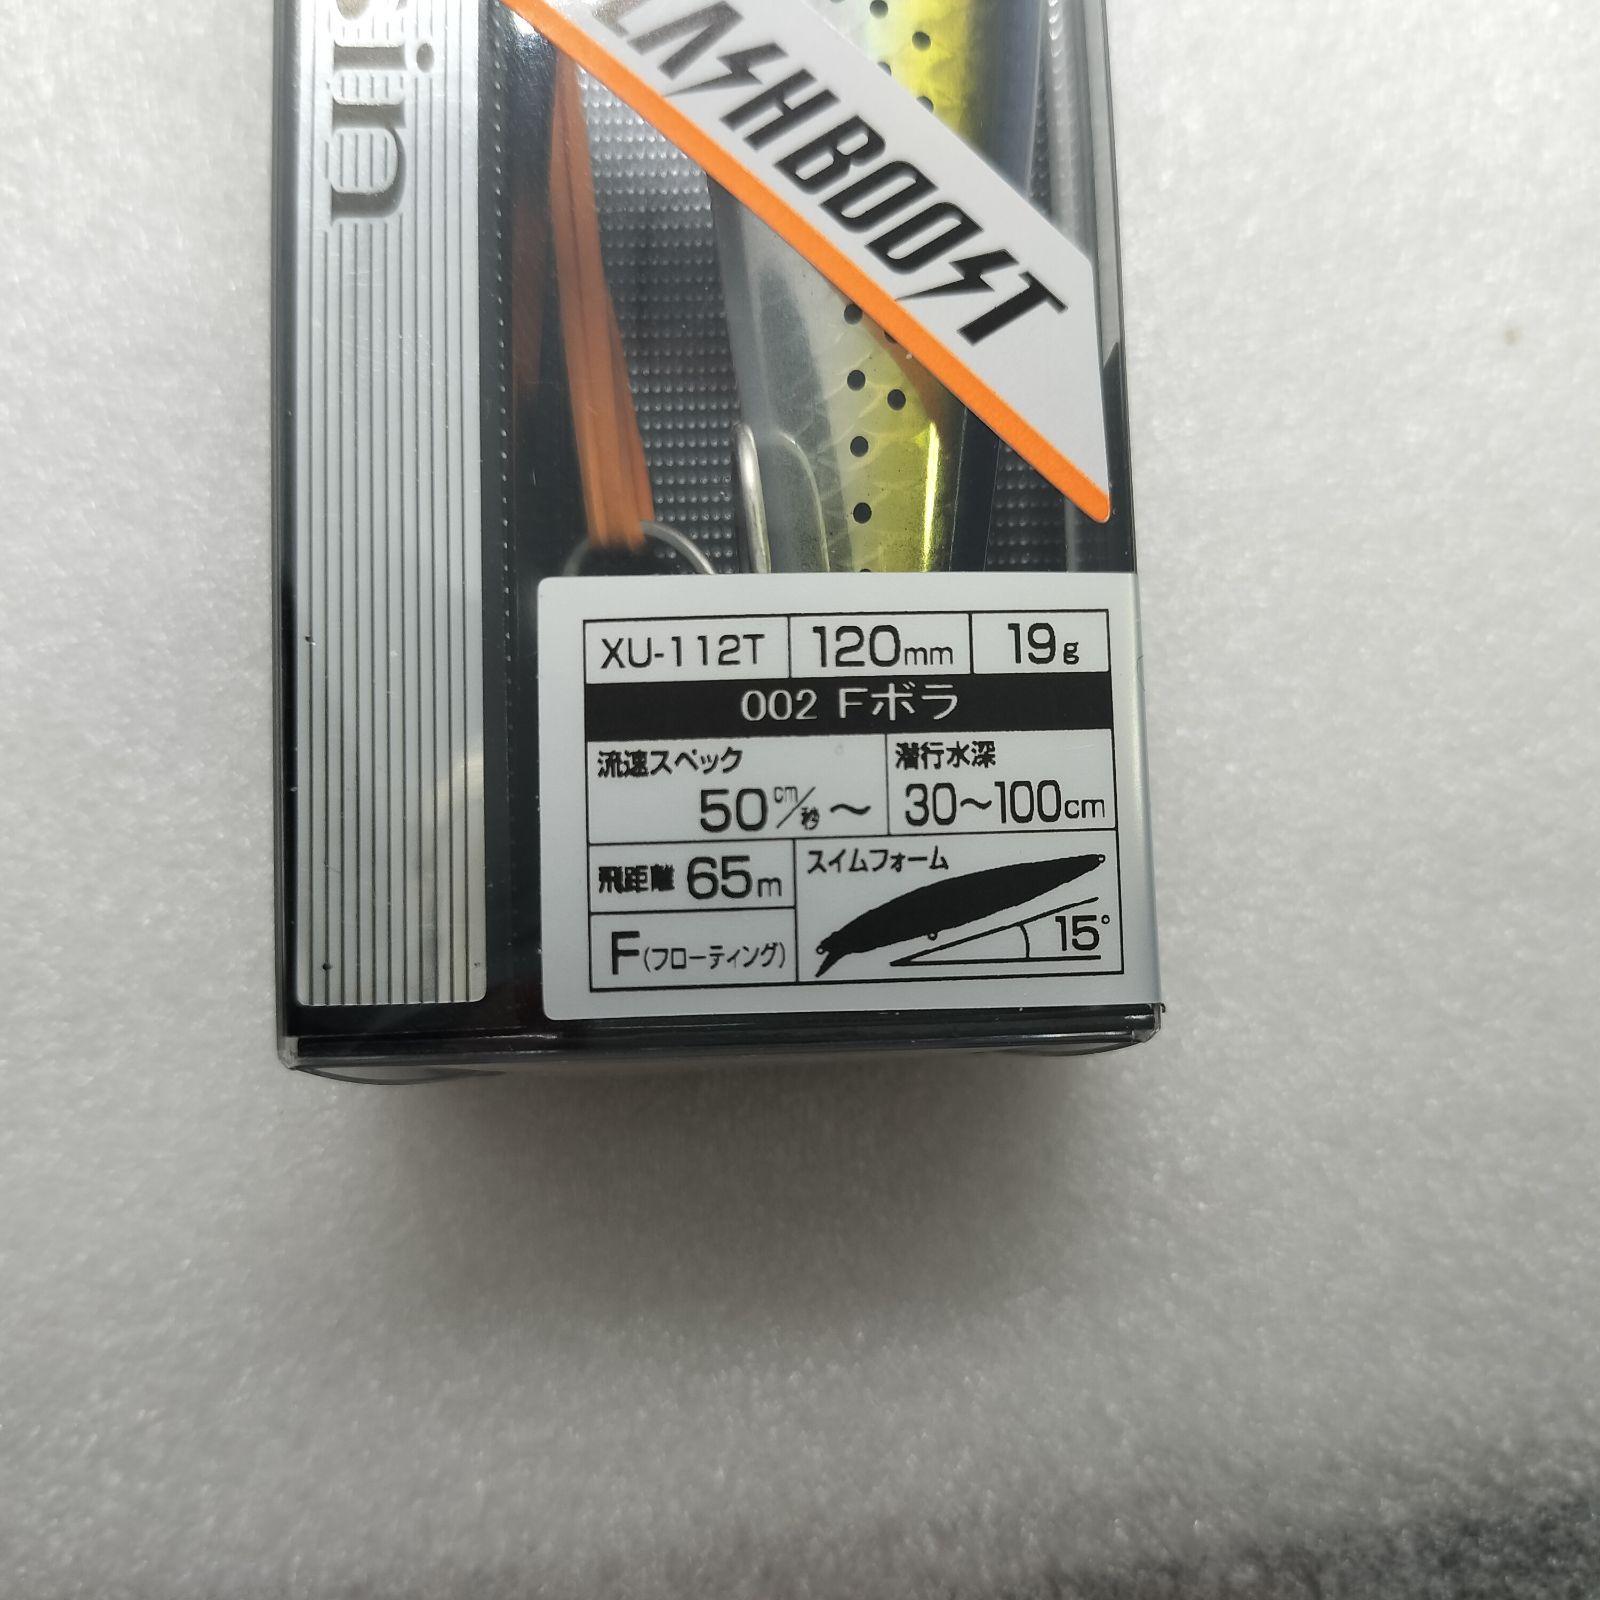 sin
LASHBOOST
XU-112T 120mm 19g
002 Fボラ
流速スペック 潜行水深
50cm/秒～ 30～100cm
飛距離 65m スイムフォーム
F(フローティング) 15°